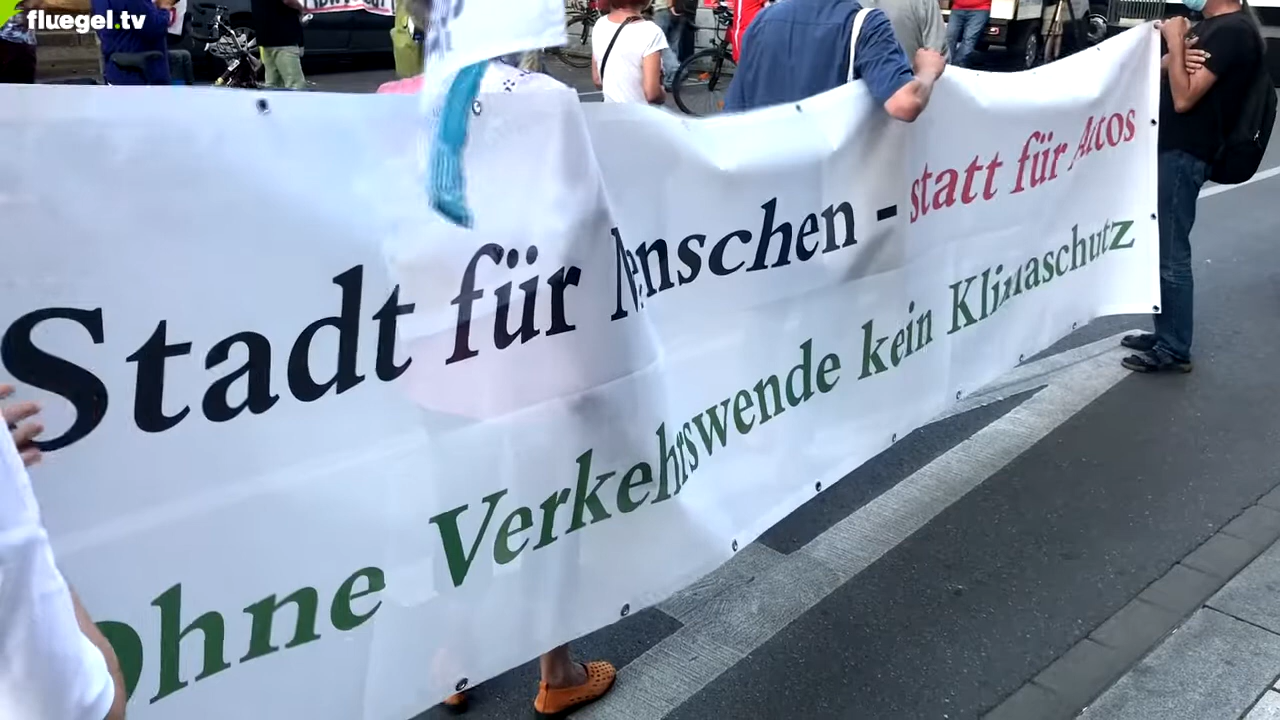 fluegel.tv
Stadt für Menschen - statt für Autos
Ohne Verkehrswende kein Klimaschutz